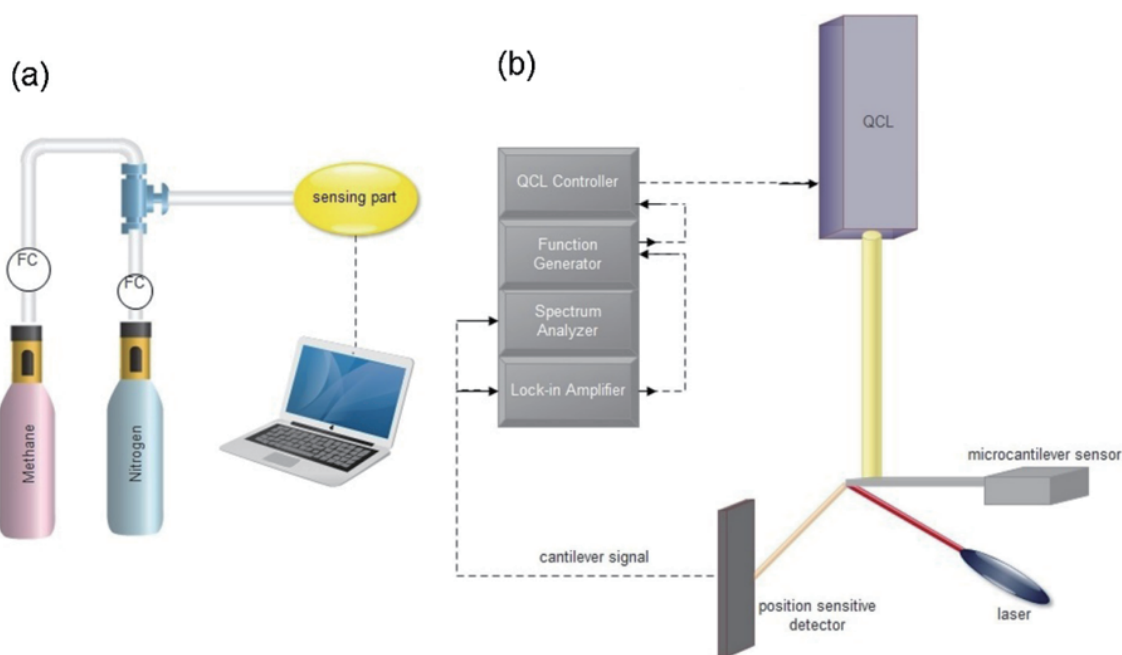 (a)
sensing part
FC
FC
Methane
Nitrogen
(b)
QCL
QCL Controller
Function
Generator
Spectrum
Analyzer
Lock-in Amplifier
microcantilever sensor
cantilever signal
position sensitive
detector
laser